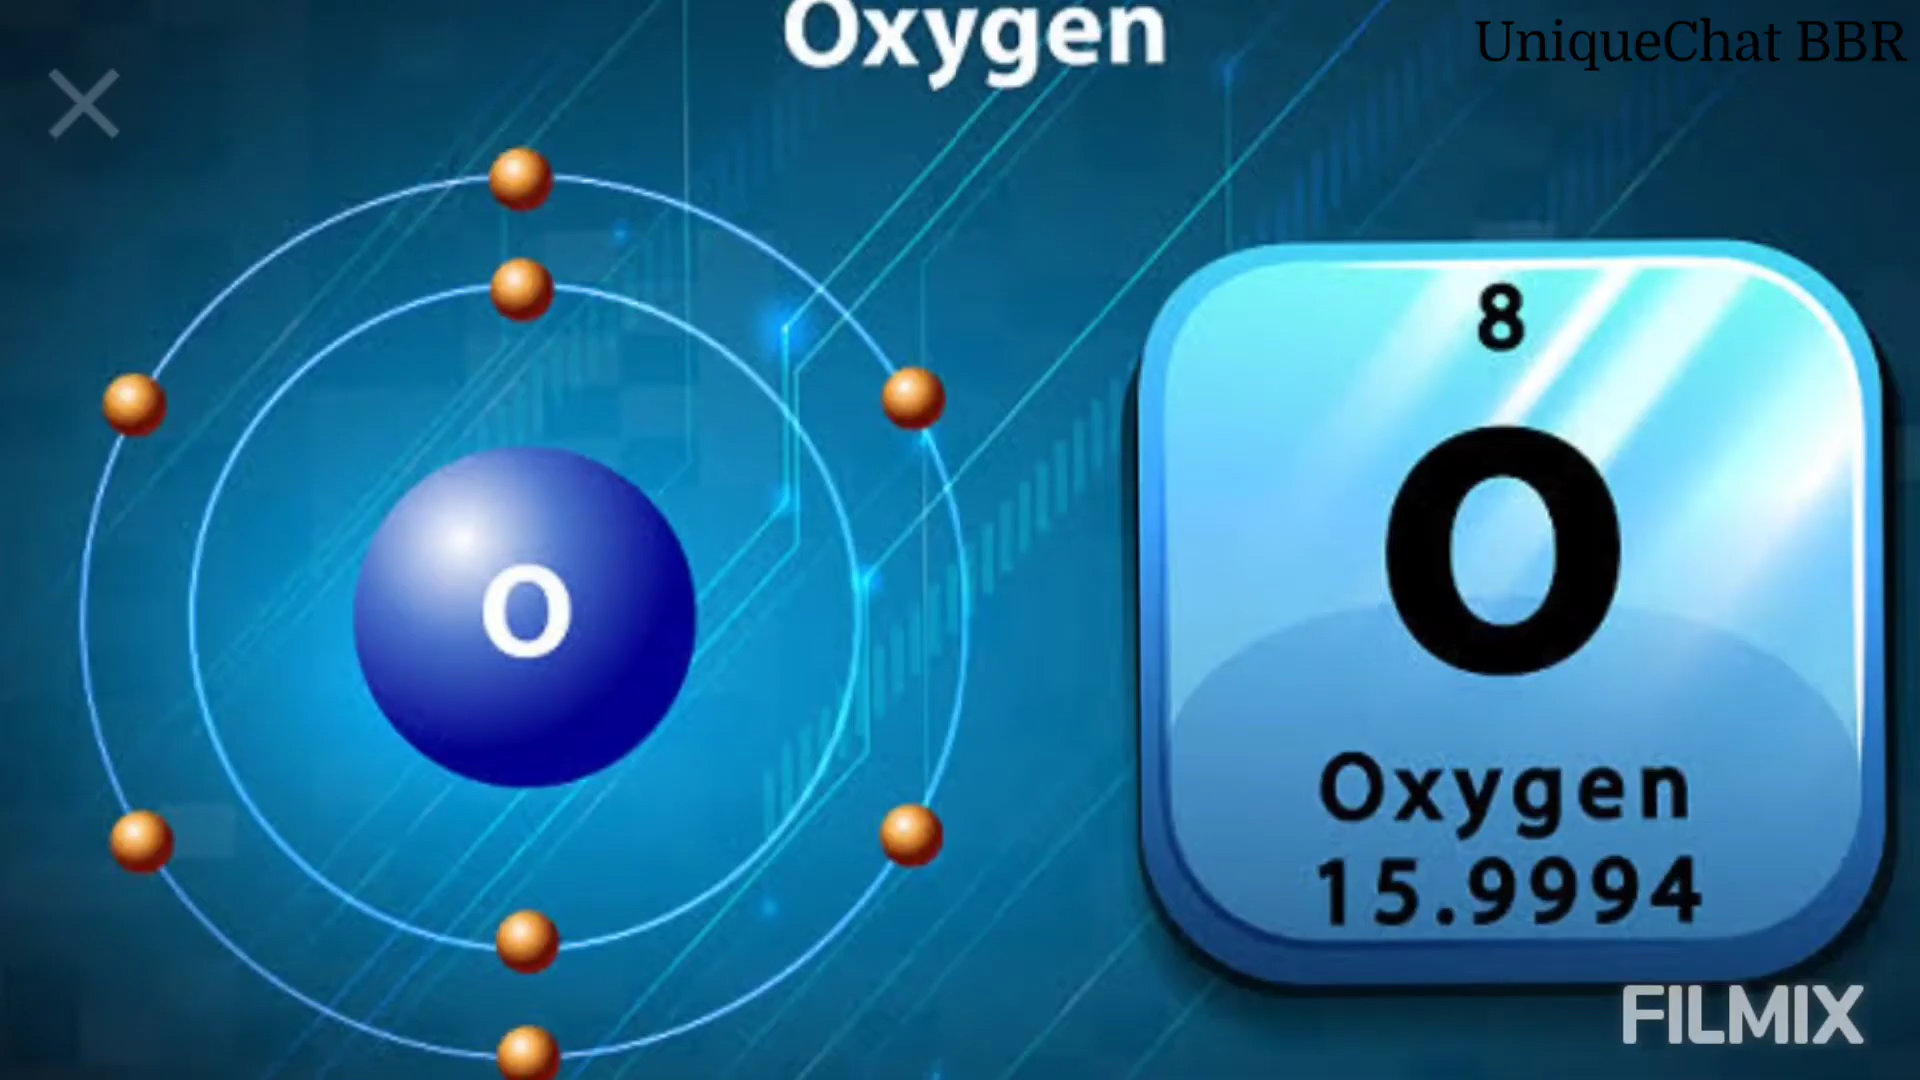 Oxygen
UniqueChat BBR
O
8
O
Oxygen
15.9994
FILMIX